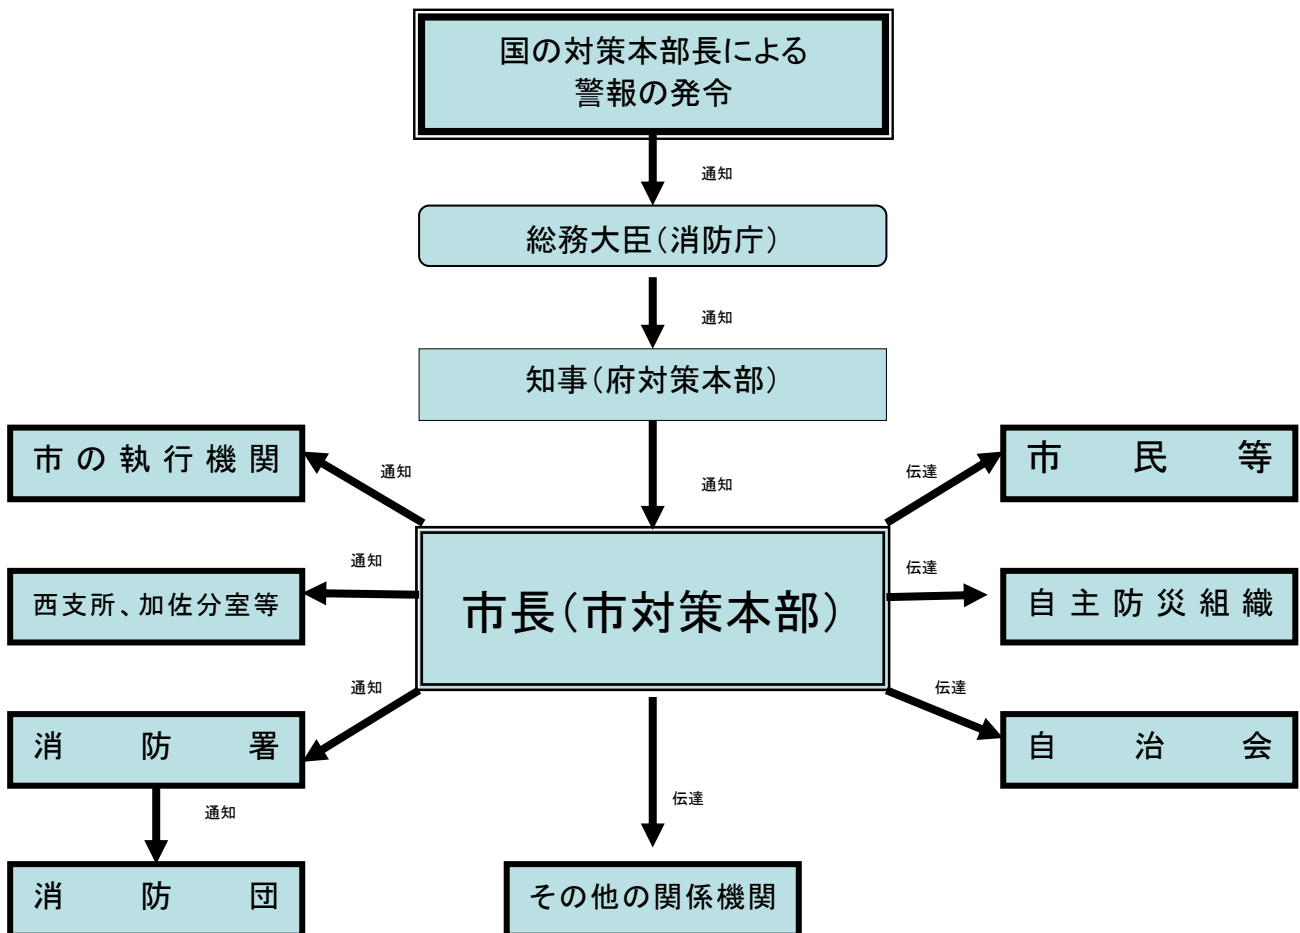 国の対策本部長による
警報の発令
通知
総務大臣（消防庁）
通知
知事（府対策本部）
市の執行機関
通知
通知
伝達
市民等
西支所、加佐分室等
通知
市長（市対策本部）
伝達
自主防災組織
消防署
通知
伝達
自治会
通知
伝達
消防団
その他の関係機関